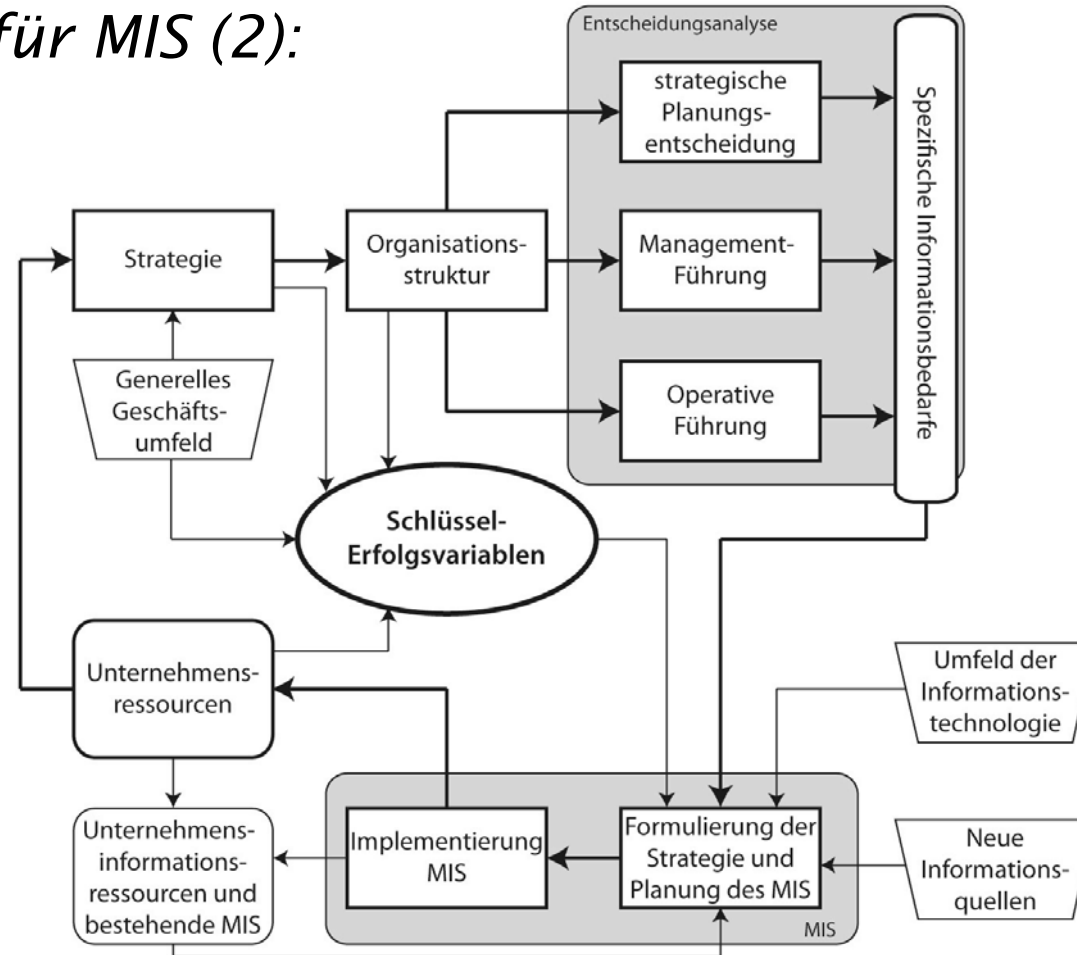 für MIS (2):
Entscheidungsanalyse
strategische
Planungs-
entscheidung
Spezifische Informationsbedarfe
Strategie
Organisations-
struktur
Management-
Führung
Generelles
Geschäfts-
umfeld
Operative
Führung
Schlüssel-
Erfolgsvariablen
Unternehmens-
ressourcen
Umfeld der
Informations-
technologie
Unternehmens-
informations-
ressourcen und
bestehende MIS
Implementierung
MIS
Formulierung der
Strategie und
Planung des MIS
Neue
Informations-
quellen
MIS